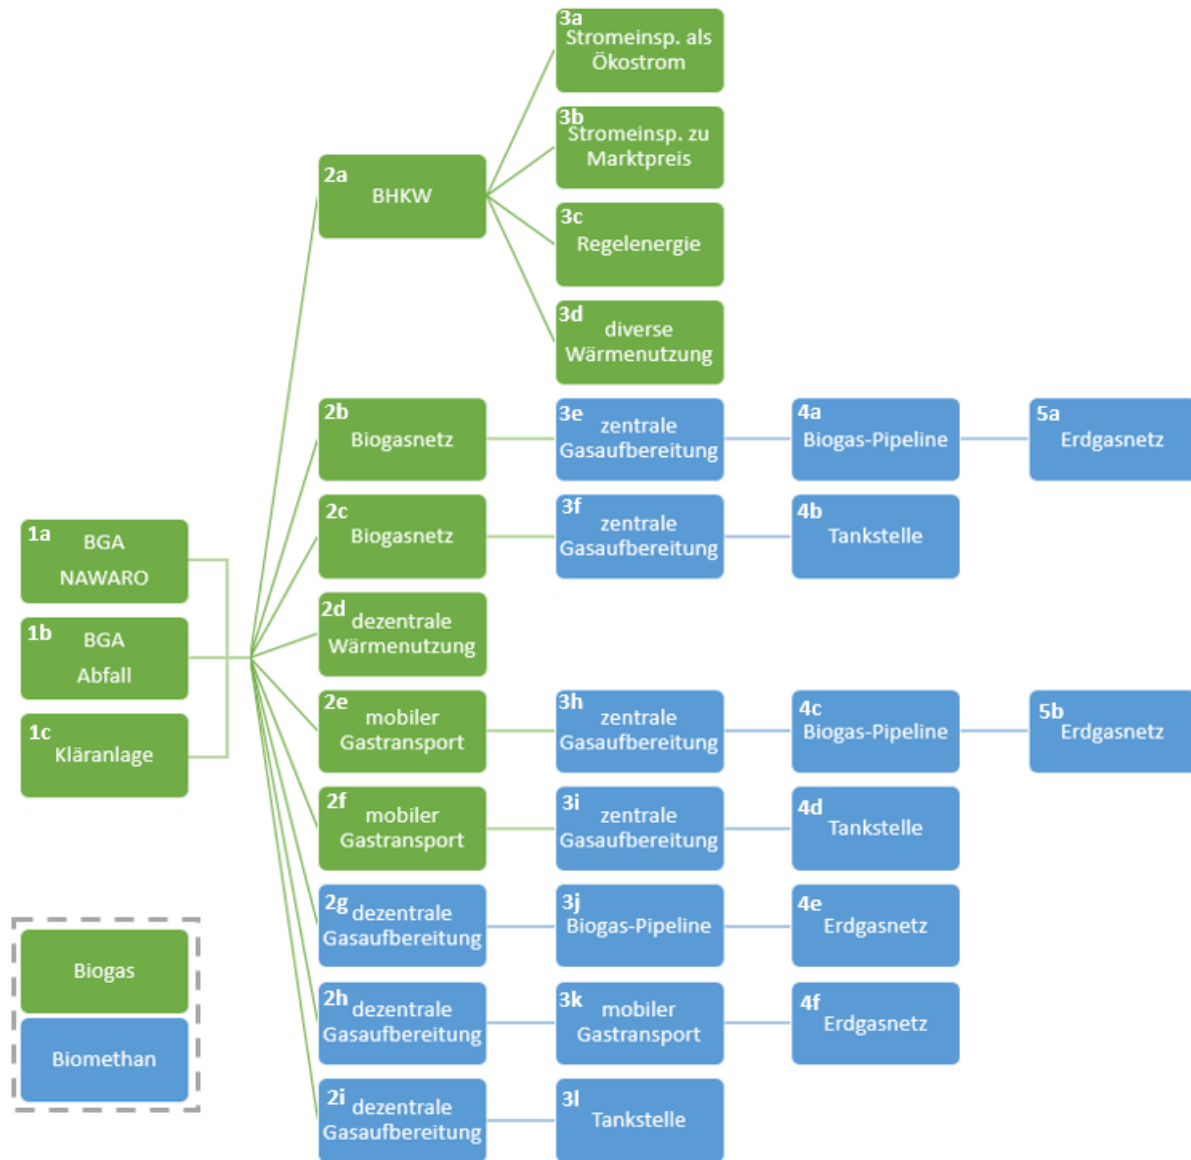 3a
Stromeinsp. als
Ökostrom
3b
Stromeinsp. zu
Marktpreis
2a
BHKW
3c
Regelenergie
3d
diverse
Wärmenutzung
2b
Biogasnetz
3e
zentrale
Gasaufbereitung
4a
Biogas-Pipeline
5a
Erdgasnetz
2c
Biogasnetz
3f
zentrale
Gasaufbereitung
4b
Tankstelle
1a
BGA
NAWARO
2d
dezentrale
Wärmenutzung
1b
BGA
Abfall
2e
mobiler
Gastransport
3h
zentrale
Gasaufbereitung
4c
Biogas-Pipeline
5b
Erdgasnetz
1c
Kläranlage
2f
mobiler
Gastransport
3i
zentrale
Gasaufbereitung
4d
Tankstelle
2g
dezentrale
Gasaufbereitung
3j
Biogas-Pipeline
4e
Erdgasnetz
Biogas
2h
dezentrale
Gasaufbereitung
3k
mobiler
Gastransport
4f
Erdgasnetz
Biomethan
2i
dezentrale
Gasaufbereitung
3l
Tankstelle